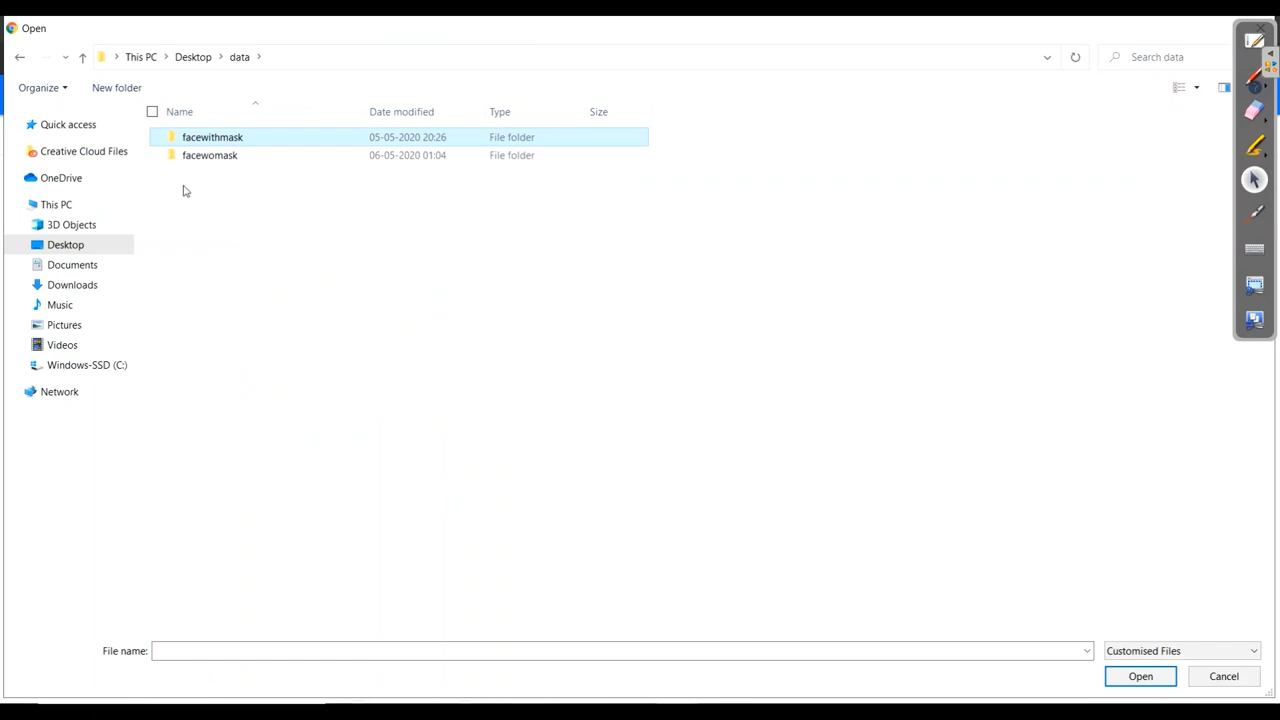 Open
This PC Desktop data
Search data
Organize New folder
Name Date modified Type Size
facewithmask 05-05-2020 20:26 File folder
facewomask 06-05-2020 01:04 File folder
Quick access
Creative Cloud Files
OneDrive
This PC
3D Objects
Desktop
Documents
Downloads
Music
Pictures
Videos
Windows-SSD (C:)
Network
File name: Customised Files
Open Cancel